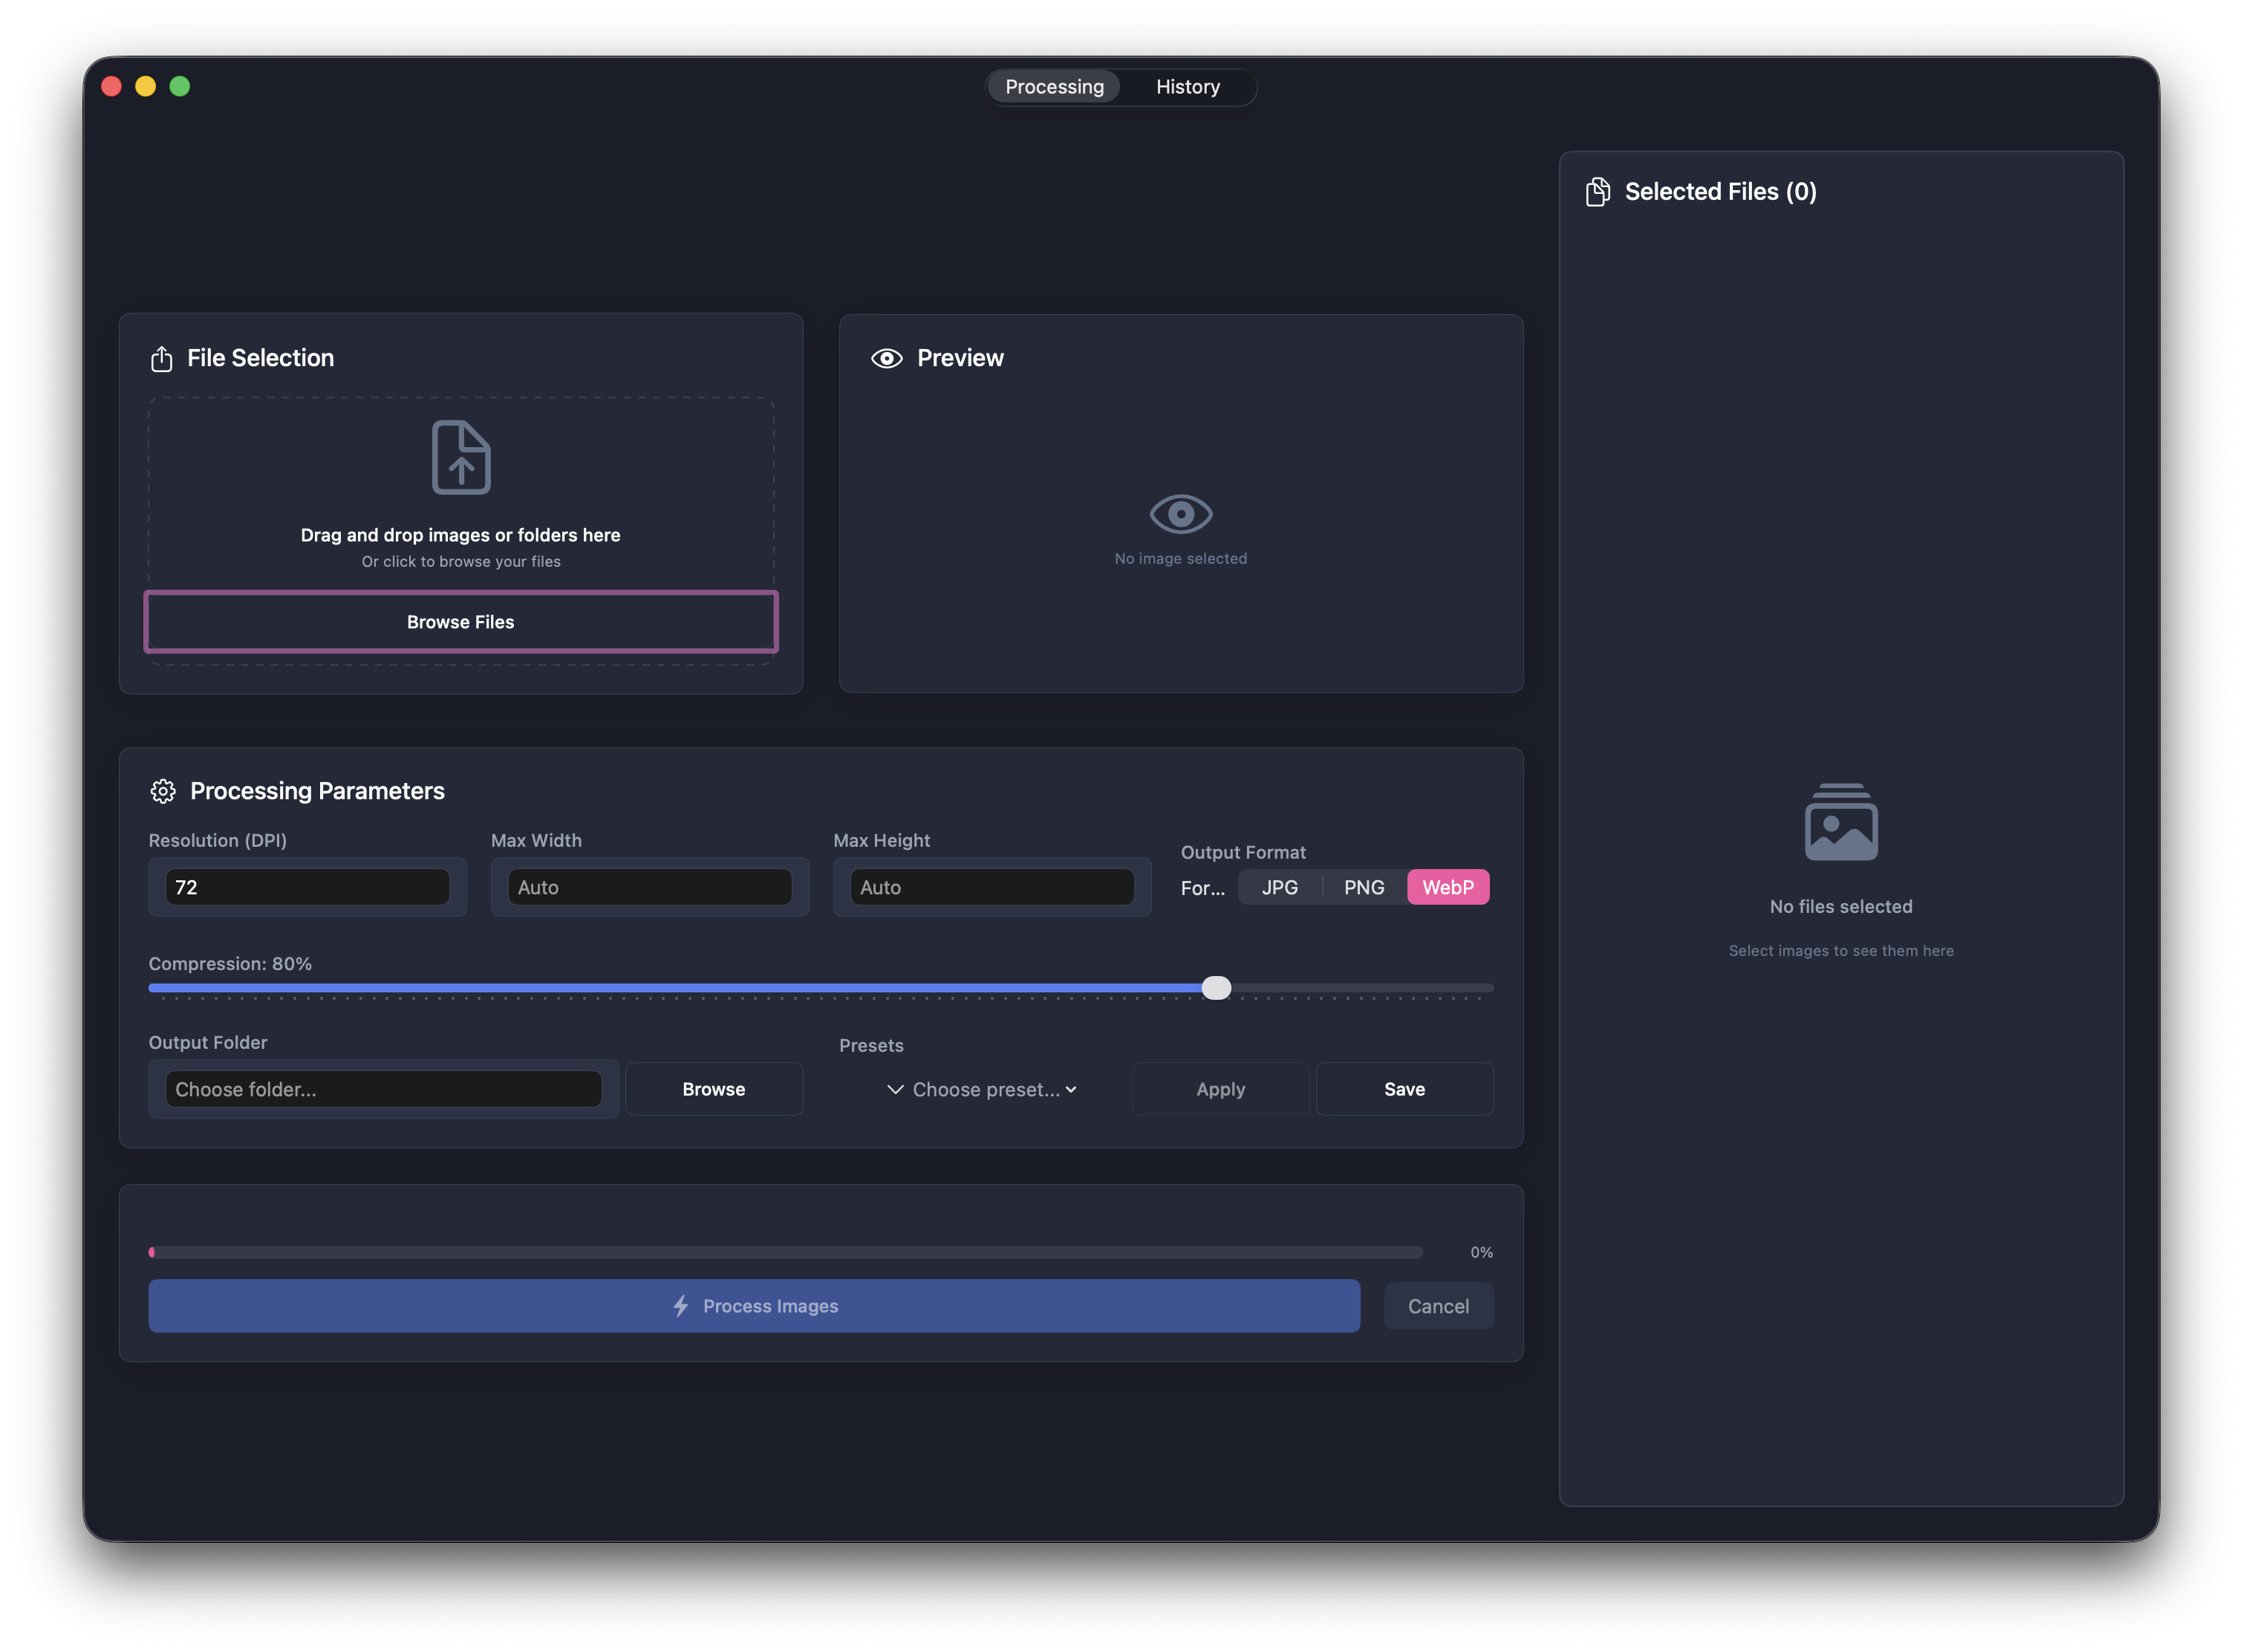 Processing
History
Selected Files (0)
File Selection
Drag and drop images or folders here
Or click to browse your files
Browse Files
Preview
No image selected
Processing Parameters
Resolution (DPI)
72
Max Width
Auto
Max Height
Auto
Output Format
For...
JPG
PNG
WebP
Compression: 80%
Output Folder
Choose folder...
Browse
Presets
Choose preset...
Apply
Save
0%
Process Images
Cancel
No files selected
Select images to see them here